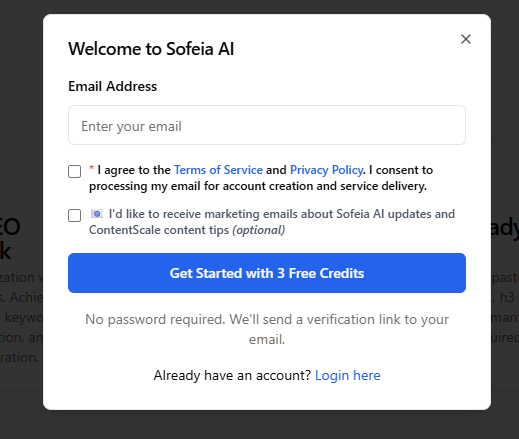 Welcome to Sofeia AI
Email Address
Enter your email
* I agree to the Terms of Service and Privacy Policy. I consent to
processing my email for account creation and service delivery.
I'd like to receive marketing emails about Sofeia AI updates and
ContentScale content tips (optional)
Get Started with 3 Free Credits
No password required. We'll send a verification link to your
email.
Already have an account? Login here